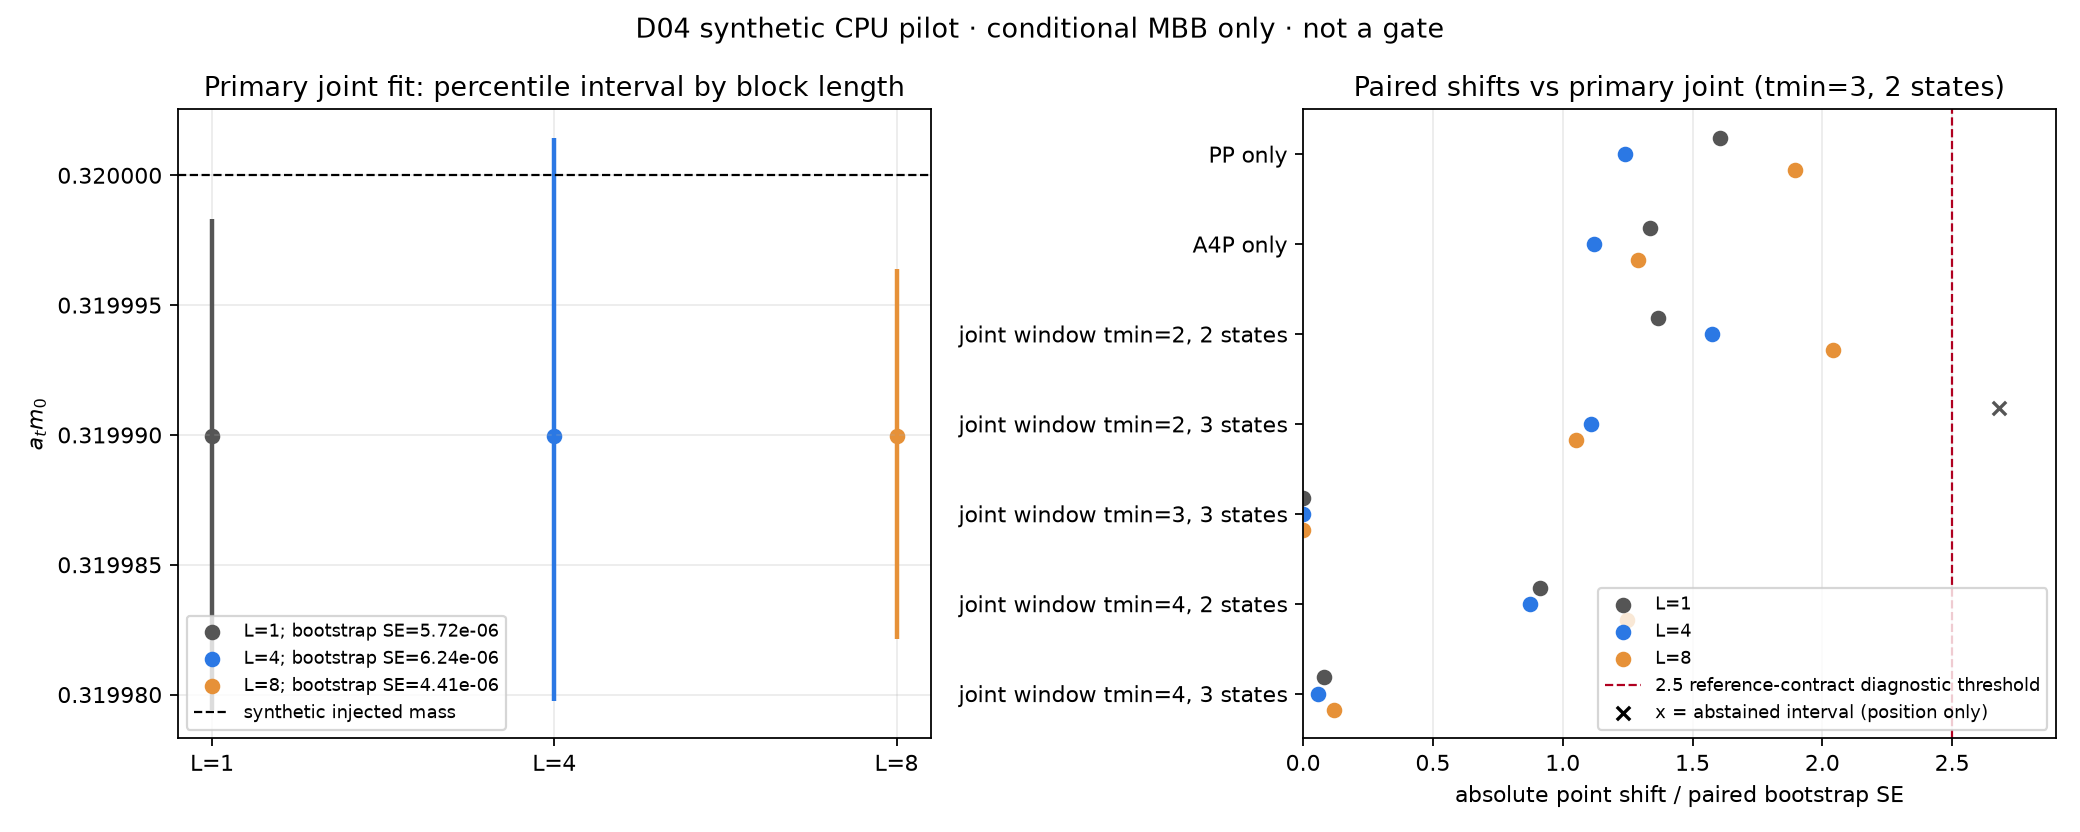 D04 synthetic CPU pilot · conditional MBB only · not a gate
Primary joint fit: percentile interval by block length
0.320000
0.319995
0.319990
0.319985
0.319980
a_t m_0
L=1; bootstrap SE=5.72e-06
L=4; bootstrap SE=6.24e-06
L=8; bootstrap SE=4.41e-06
synthetic injected mass
L=1
L=4
L=8
Paired shifts vs primary joint (tmin=3, 2 states)
PP only
A4P only
joint window tmin=2, 2 states
joint window tmin=2, 3 states
joint window tmin=3, 3 states
joint window tmin=4, 2 states
joint window tmin=4, 3 states
L=1
L=4
L=8
2.5 reference-contract diagnostic threshold
x = abstained interval (position only)
0.0
0.5
1.0
1.5
2.0
2.5
absolute point shift / paired bootstrap SE